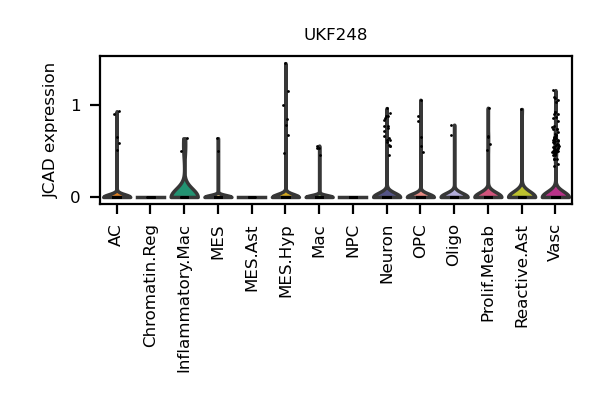 UKF248
JCAD expression
1
0
AC
Chromatin.Reg
Inflammatory.Mac
MES
MES.Ast
MES.Hyp
Mac
NPC
Neuron
OPC
Oligo
Prolif.Metab
Reactive.Ast
Vasc